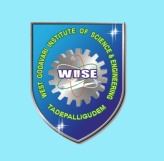 WEST GODAVARI INSTITUTE OF SCIENCE & ENGINEERING
WISE
TADEPALLIGUDEM